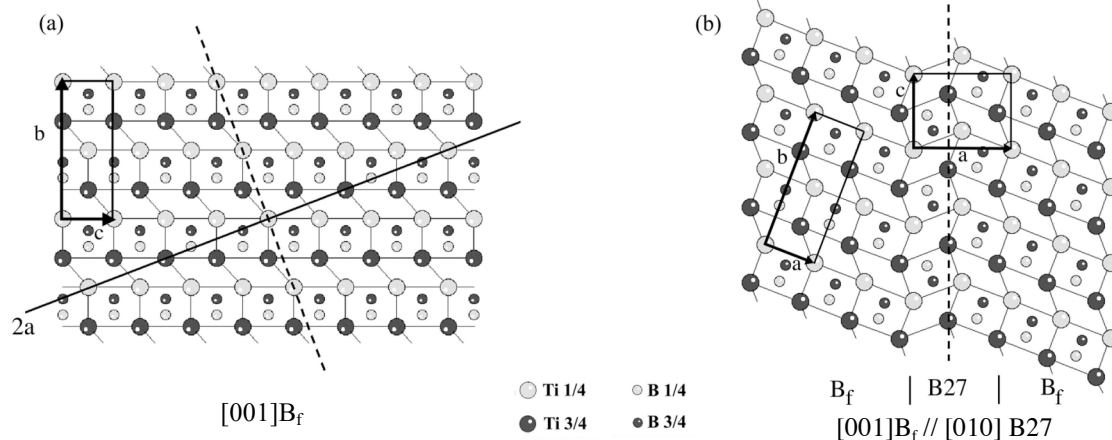 (a)
b
c
2a
[001]B_f
(b)
c
a
b
a
B_f | B27 | B_f
[001]B_f // [010] B27
Ti 1/4 B 1/4
Ti 3/4 B 3/4